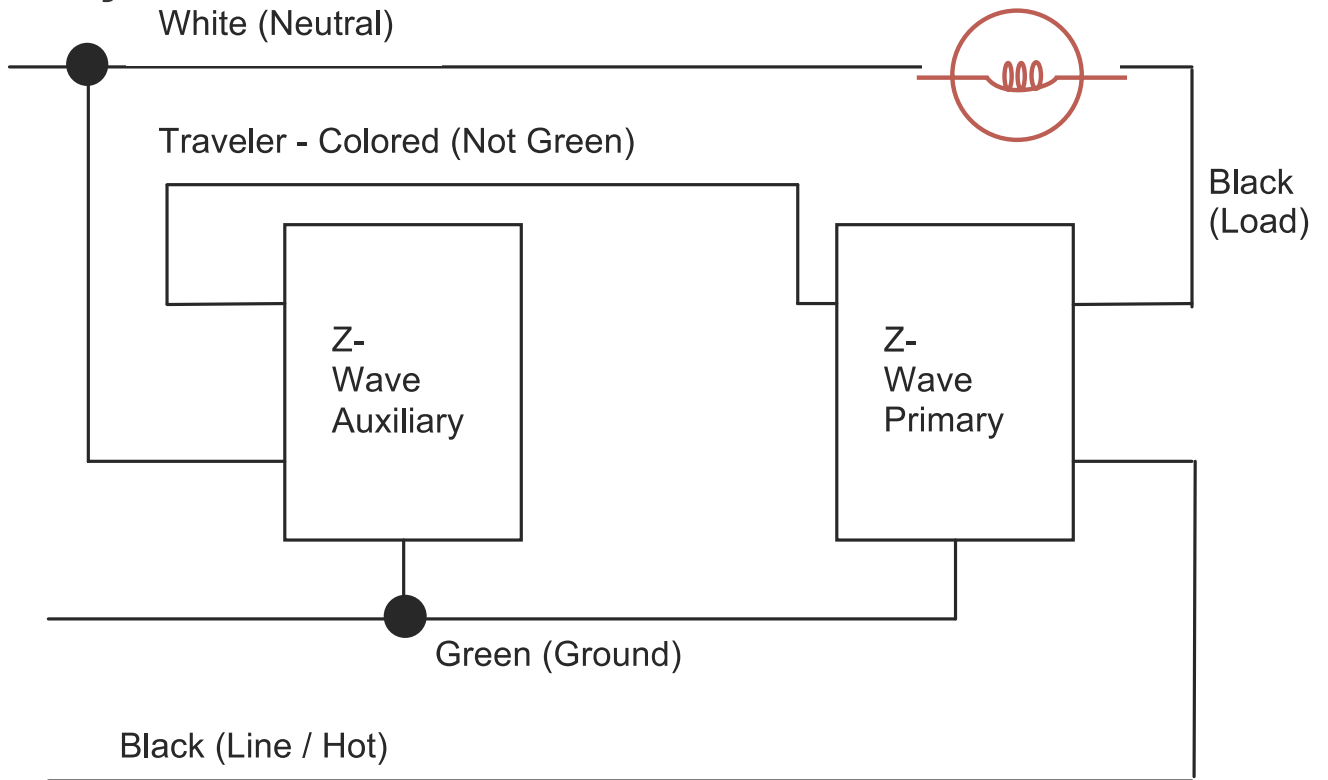 White (Neutral)
Traveler - Colored (Not Green)
Black
(Load)
Z-
Wave
Auxiliary
Z-
Wave
Primary
Green (Ground)
Black (Line / Hot)